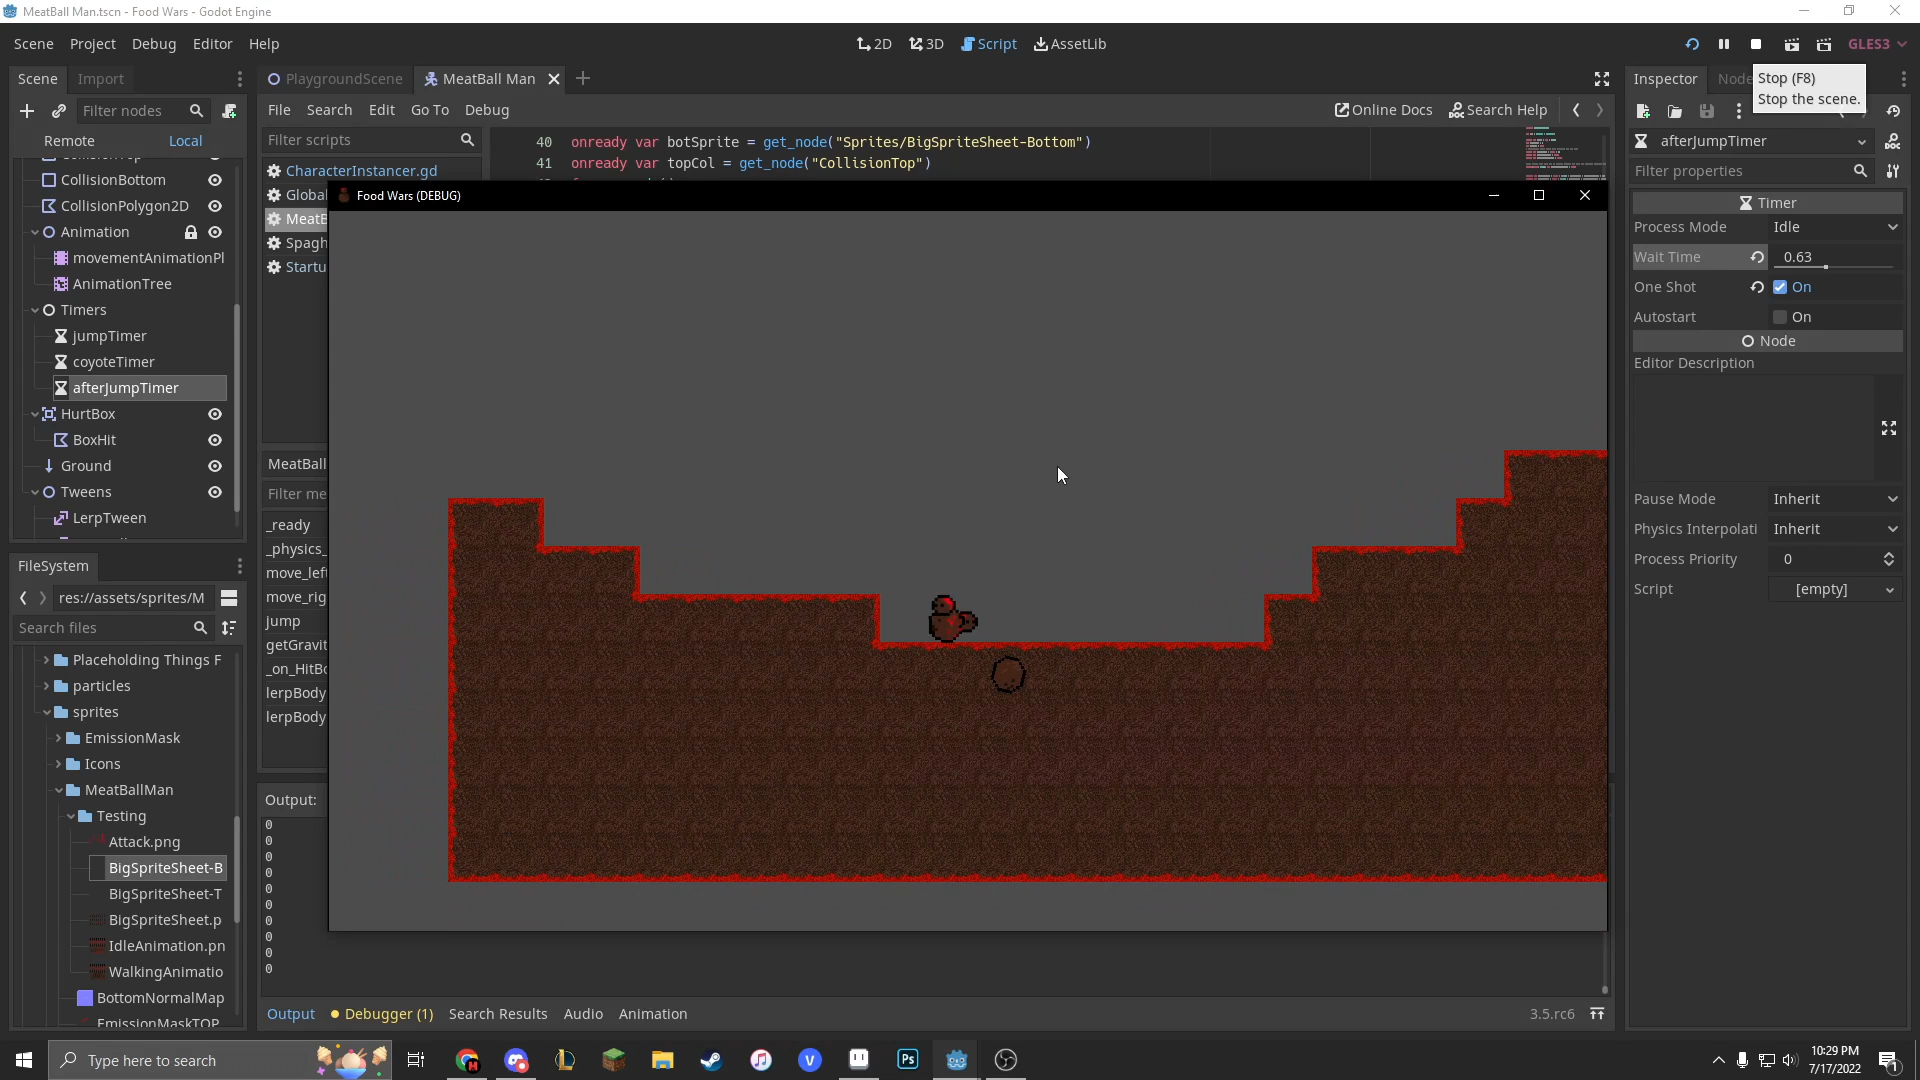 MeatBall Man.tscn - Food Wars - Godot Engine
Scene Project Debug Editor Help
2D 3D Script AssetLib
GLES3
Scene Import
PlaygroundScene MeatBall Man
Inspector Node
Stop (F8)
Stop the scene.
Filter nodes
File Search Edit Go To Debug
Online Docs Search Help
Remote Local
Filter scripts
40 onready var botSprite = get_node("Sprites/BigSpriteSheet-Bottom")
41 onready var topCol = get_node("CollisionTop")
afterJumpTimer
Filter properties
CollisionBottom
CollisionPolygon2D
Animation
movementAnimationPl
AnimationTree
Timers
jumpTimer
coyoteTimer
afterJumpTimer
HurtBox
BoxHit
Ground
Tweens
LerpTween
CharacterInstancer.gd
Global
MeatB
Spagh
Startu
Food Wars (DEBUG)
MeatBall
Filter me
_ready
_physics_
move_left
move_rig
jump
getGravit
_on_HitBo
lerpBody
lerpBody
Timer
Process Mode Idle
Wait Time 0.63
One Shot On
Autostart On
Node
Editor Description
Pause Mode Inherit
Physics Interpolati Inherit
Process Priority 0
Script [empty]
FileSystem
res://assets/sprites/M
Search files
Placeholding Things F
particles
sprites
EmissionMask
Icons
MeatBallMan
Testing
Attack.png
BigSpriteSheet-B
BigSpriteSheet-T
BigSpriteSheet.p
IdleAnimation.pn
WalkingAnimatio
BottomNormalMap
EmissionMaskTOP
Output:
0
0
0
0
0
0
0
0
0
0
Output Debugger (1) Search Results Audio Animation
3.5.rc6
Type here to search
10:29 PM
7/17/2022